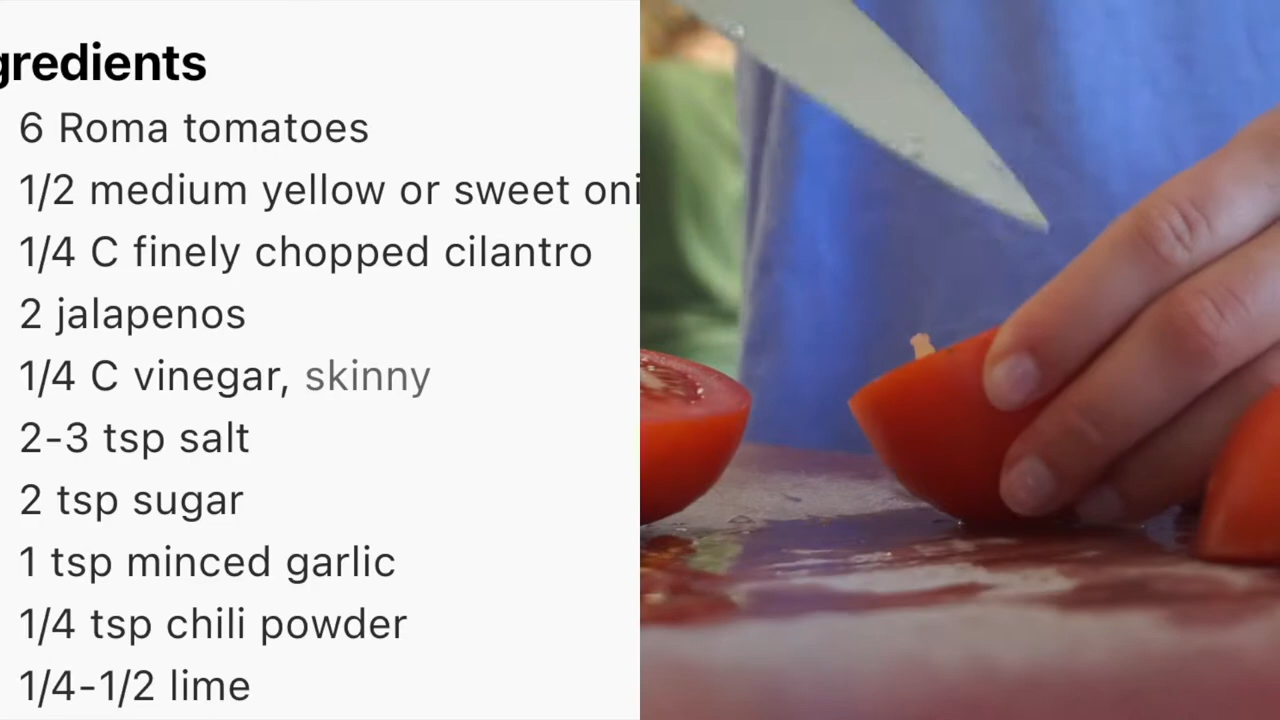 gredients
6 Roma tomatoes
1/2 medium yellow or sweet oni
1/4 C finely chopped cilantro
2 jalapenos
1/4 C vinegar, skinny
2-3 tsp salt
2 tsp sugar
1 tsp minced garlic
1/4 tsp chili powder
1/4-1/2 lime